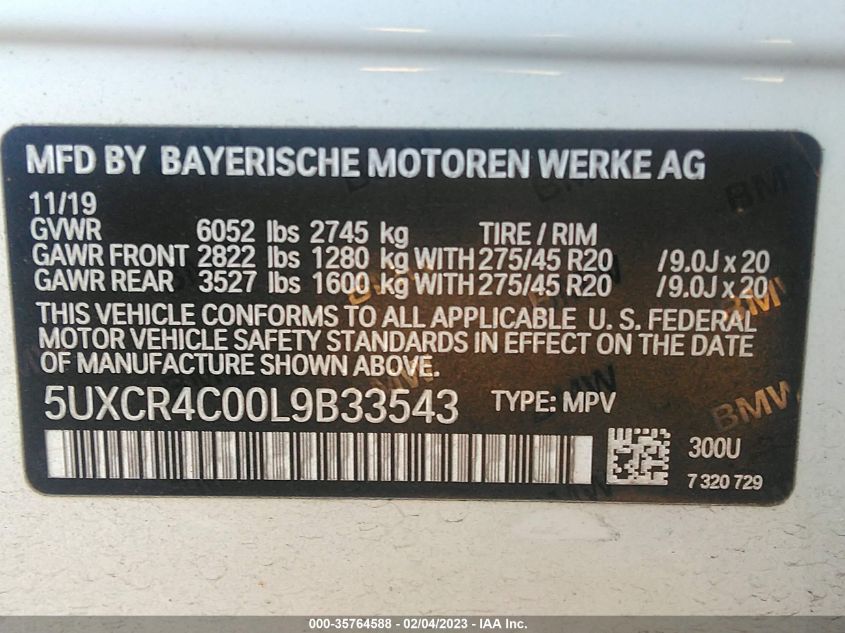 MFD BY BAYERISCHE MOTOREN WERKE AG
11/19
GVWR 6052 lbs 2745 kg TIRE / RIM
GAWR FRONT 2822 lbs 1280 kg WITH 275/45 R20 / 9.0J x 20
GAWR REAR 3527 lbs 1600 kg WITH 275/45 R20 / 9.0J x 20
THIS VEHICLE CONFORMS TO ALL APPLICABLE U. S. FEDERAL
MOTOR VEHICLE SAFETY STANDARDS IN EFFECT ON THE DATE
OF MANUFACTURE SHOWN ABOVE.
5UXCR4C00L9B33543 TYPE: MPV
300U
7 320 729
BMW
BMW
BMW
000-35764588 - 02/04/2023 - IAA Inc.